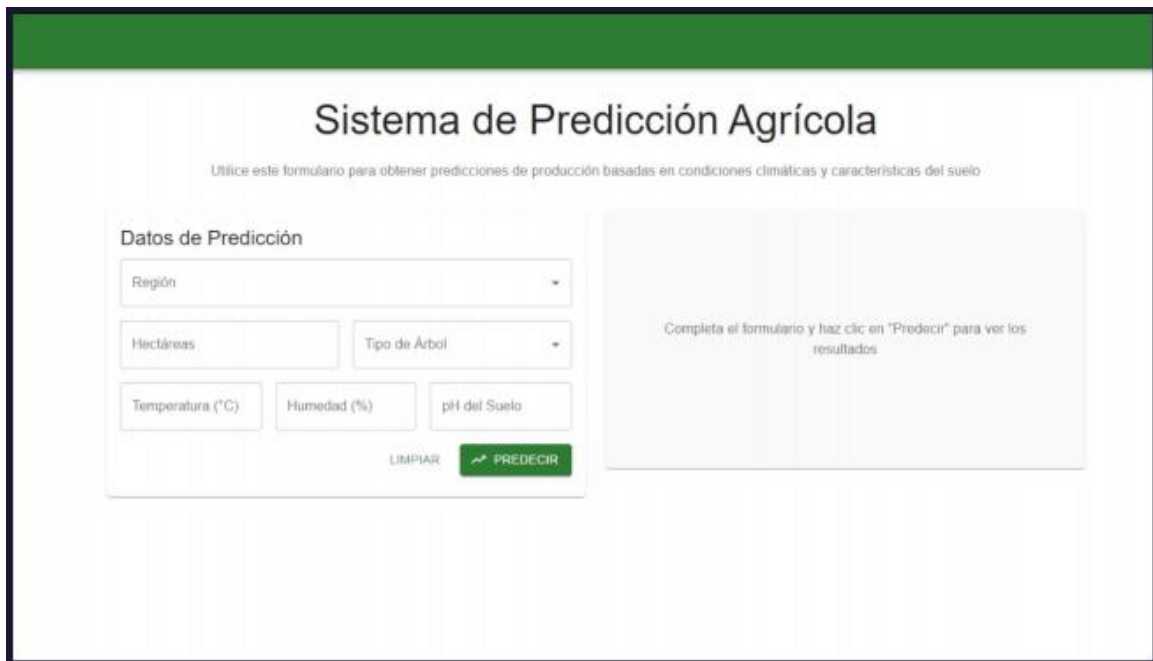 Sistema de Predicción Agrícola
Utilice este formulario para obtener predicciones de producción basadas en condiciones climáticas y características del suelo
Datos de Predicción
Región
Hectáreas
Tipo de Árbol
Temperatura (°C)
Humedad (%)
pH del Suelo
LIMPIAR
PREDECIR
Completa el formulario y haz clic en "Predecir" para ver los
resultados